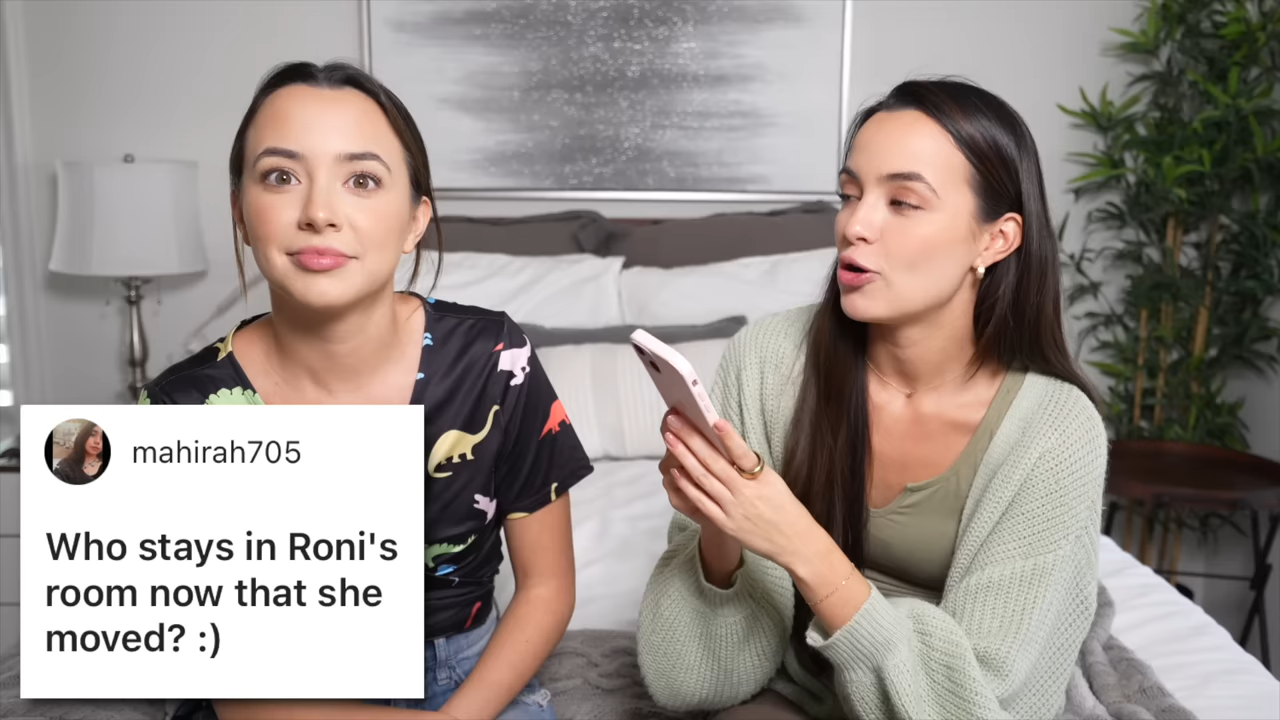 mahirah705
Who stays in Roni's
room now that she
moved? :)